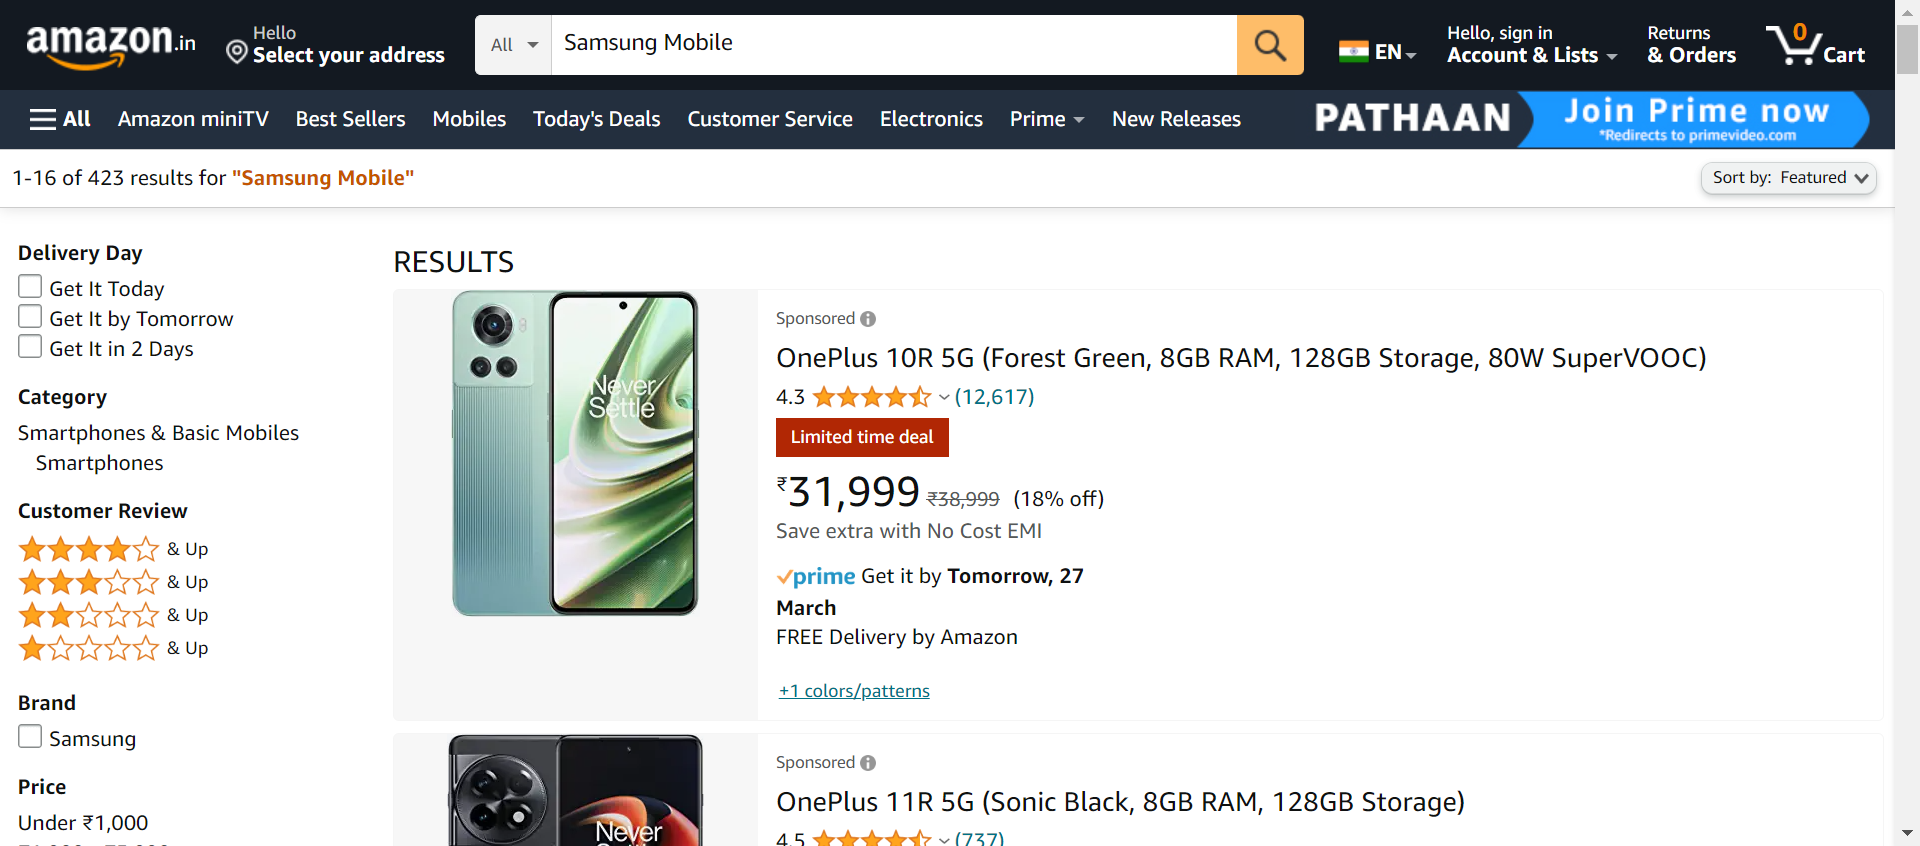 amazon.in
Hello
Select your address
All
Samsung Mobile
EN
Hello, sign in
Account & Lists
Returns
& Orders
0
Cart
All
Amazon miniTV
Best Sellers
Mobiles
Today's Deals
Customer Service
Electronics
Prime
New Releases
PATHAAN
Join Prime now
*Redirects to primevideo.com
1-16 of 423 results for "Samsung Mobile"
Sort by: Featured
Delivery Day
Get It Today
Get It by Tomorrow
Get It in 2 Days
Category
Smartphones & Basic Mobiles
Smartphones
Customer Review
& Up
& Up
& Up
& Up
Brand
Samsung
Price
Under ₹1,000
RESULTS
Never
Settle
Sponsored
OnePlus 10R 5G (Forest Green, 8GB RAM, 128GB Storage, 80W SuperVOOC)
4.3 (12,617)
Limited time deal
₹31,999 ₹38,999 (18% off)
Save extra with No Cost EMI
prime Get it by Tomorrow, 27
March
FREE Delivery by Amazon
+1 colors/patterns
Never
Sponsored
OnePlus 11R 5G (Sonic Black, 8GB RAM, 128GB Storage)
4.5 (737)